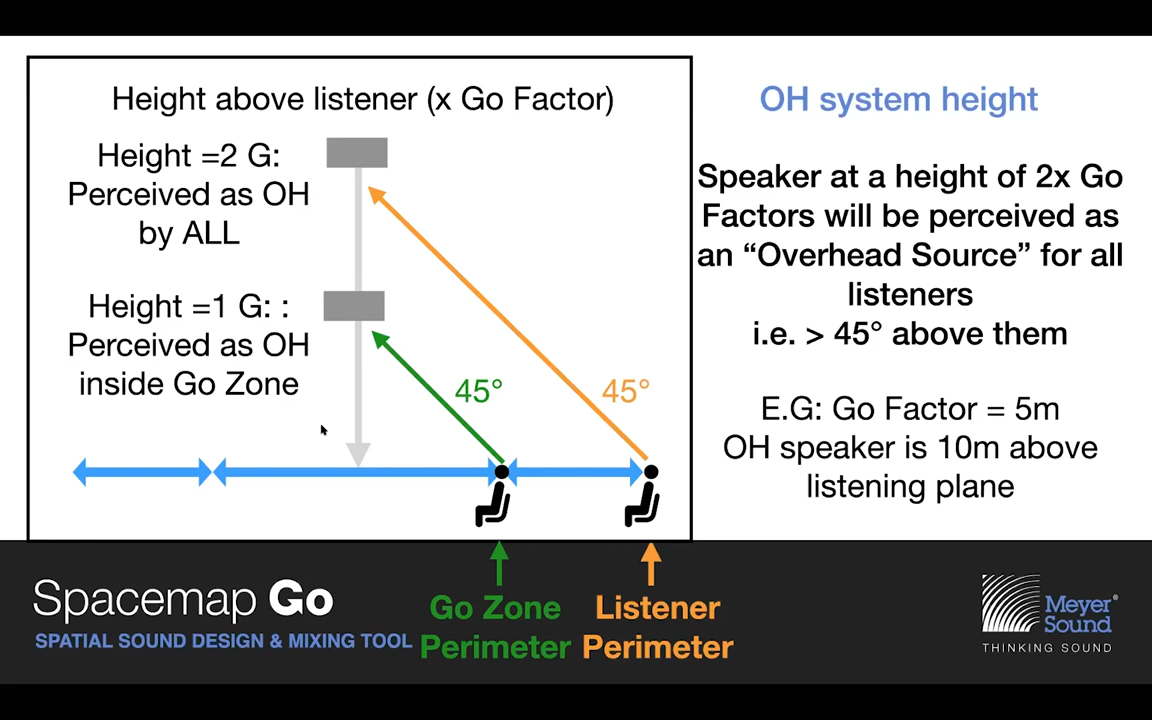 Height above listener (x Go Factor)
Height =2 G:
Perceived as OH
by ALL
Height =1 G: :
Perceived as OH
inside Go Zone
45°
45°
OH system height
Speaker at a height of 2x Go
Factors will be perceived as
an “Overhead Source” for all
listeners
i.e. > 45° above them
E.G: Go Factor = 5m
OH speaker is 10m above
listening plane
Spacemap Go
SPATIAL SOUND DESIGN & MIXING TOOL
Go Zone
Perimeter
Listener
Perimeter
Meyer®
Sound
THINKING SOUND